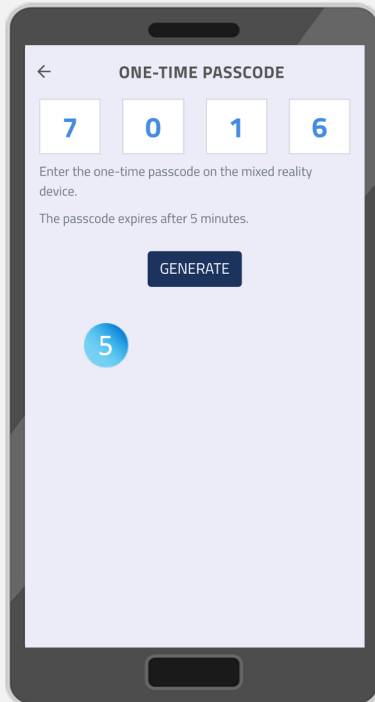 ONE-TIME PASSCODE
7 0 1 6
Enter the one-time passcode on the mixed reality
device.
The passcode expires after 5 minutes.
GENERATE
5